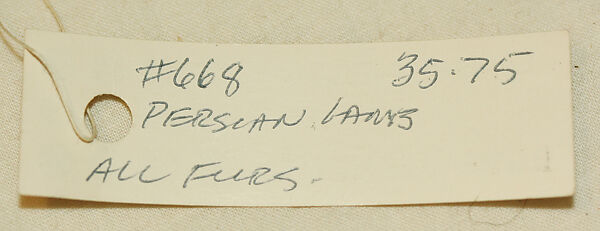 #668 35.75
PERSIAN LAMB
ALL FURS.